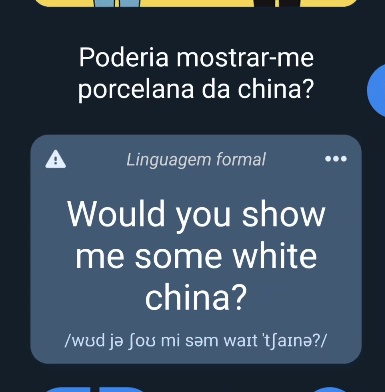 Poderia mostrar-me
porcelana da china?
Linguagem formal
Would you show
me some white
china?
/wʊd jə ʃoʊ mi səm waɪt ˈtʃaɪnə?/